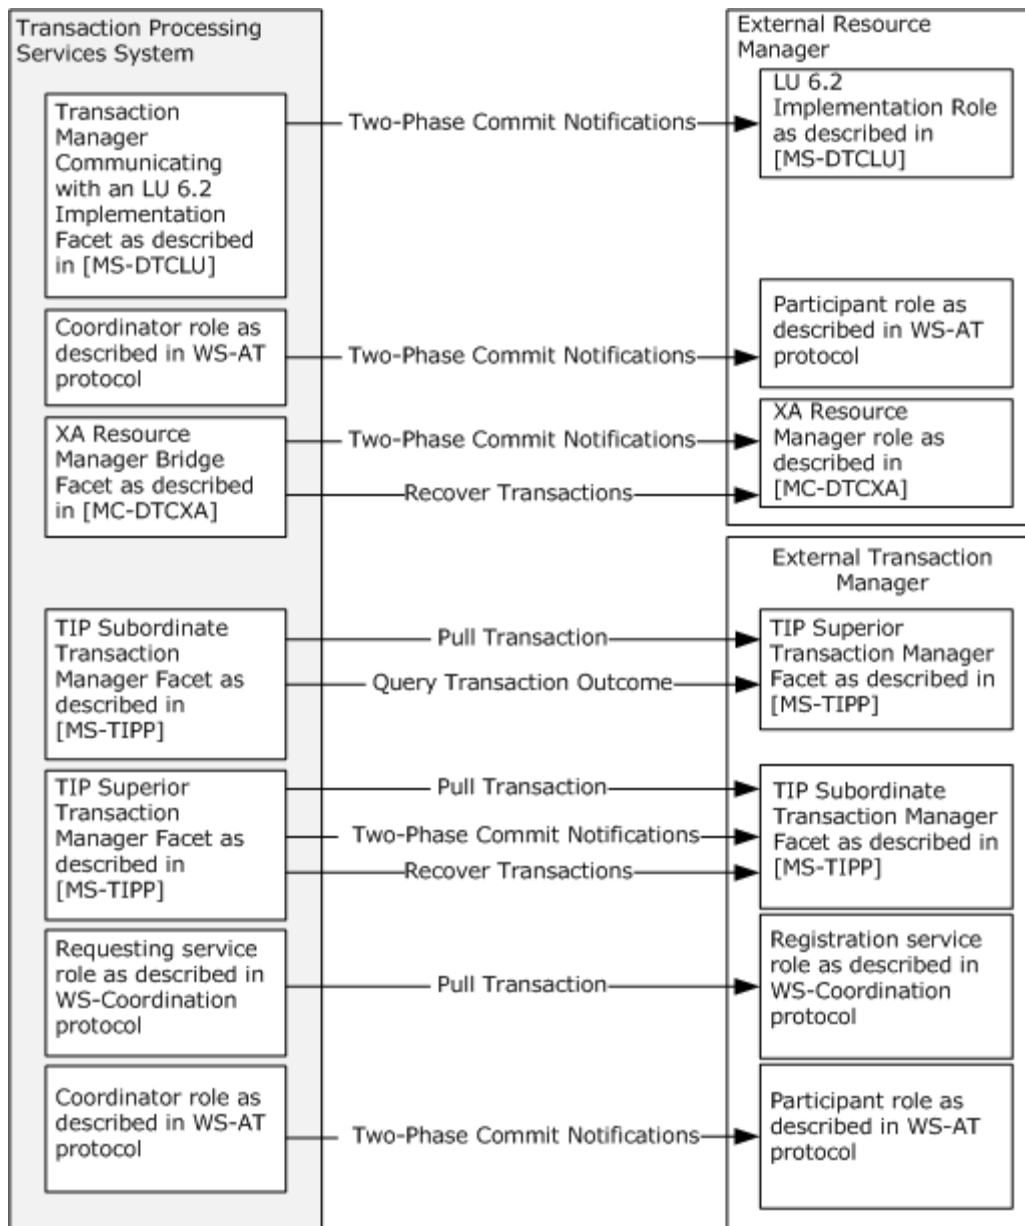 Transaction Processing
Services System
External Resource
Manager
Transaction
Manager
Communicating
with an LU 6.2
Implementation
Facet as described
in [MS-DTCLU]
Two-Phase Commit Notifications
LU 6.2
Implementation Role
as described in
[MS-DTCLU]
Coordinator role as
described in WS-AT
protocol
Two-Phase Commit Notifications
Participant role as
described in WS-AT
protocol
XA Resource
Manager Bridge
Facet as described
in [MC-DTCXA]
Two-Phase Commit Notifications
Recover Transactions
XA Resource
Manager role as
described in
[MC-DTCXA]
External Transaction
Manager
TIP Subordinate
Transaction
Manager Facet as
described in
[MS-TIPP]
Pull Transaction
Query Transaction Outcome
TIP Superior
Transaction Manager
Facet as described in
[MS-TIPP]
TIP Superior
Transaction
Manager Facet as
described in
[MS-TIPP]
Pull Transaction
Two-Phase Commit Notifications
Recover Transactions
TIP Subordinate
Transaction Manager
Facet as described in
[MS-TIPP]
Requesting service
role as described in
WS-Coordination
protocol
Pull Transaction
Registration service
role as described in
WS-Coordination
protocol
Coordinator role as
described in WS-AT
protocol
Two-Phase Commit Notifications
Participant role as
described in WS-AT
protocol